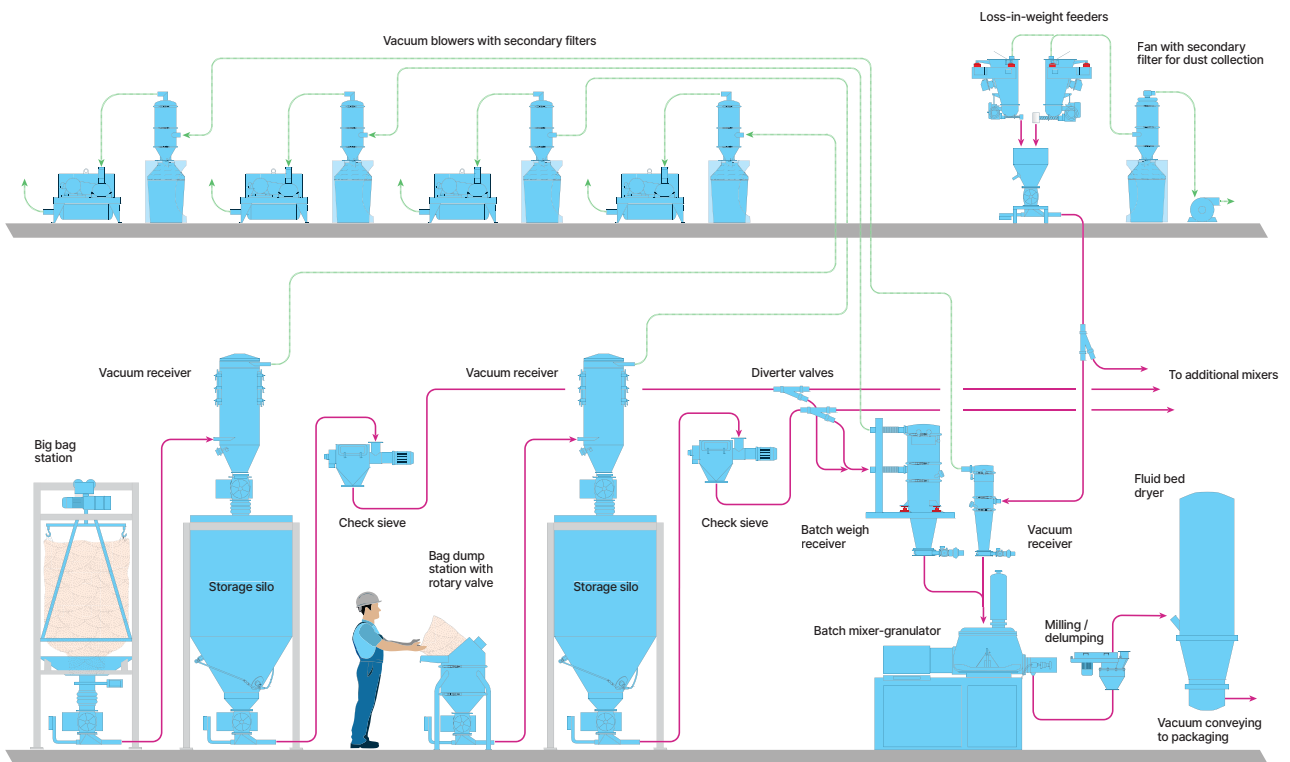 Loss-in-weight feeders
Vacuum blowers with secondary filters
Fan with secondary
filter for dust collection
Vacuum receiver
Vacuum receiver
Diverter valves
To additional mixers
Big bag
station
Check sieve
Check sieve
Batch weigh
receiver
Vacuum
receiver
Fluid bed
dryer
Bag dump
station with
rotary valve
Storage silo
Storage silo
Batch mixer-granulator
Milling /
delumping
Vacuum conveying
to packaging